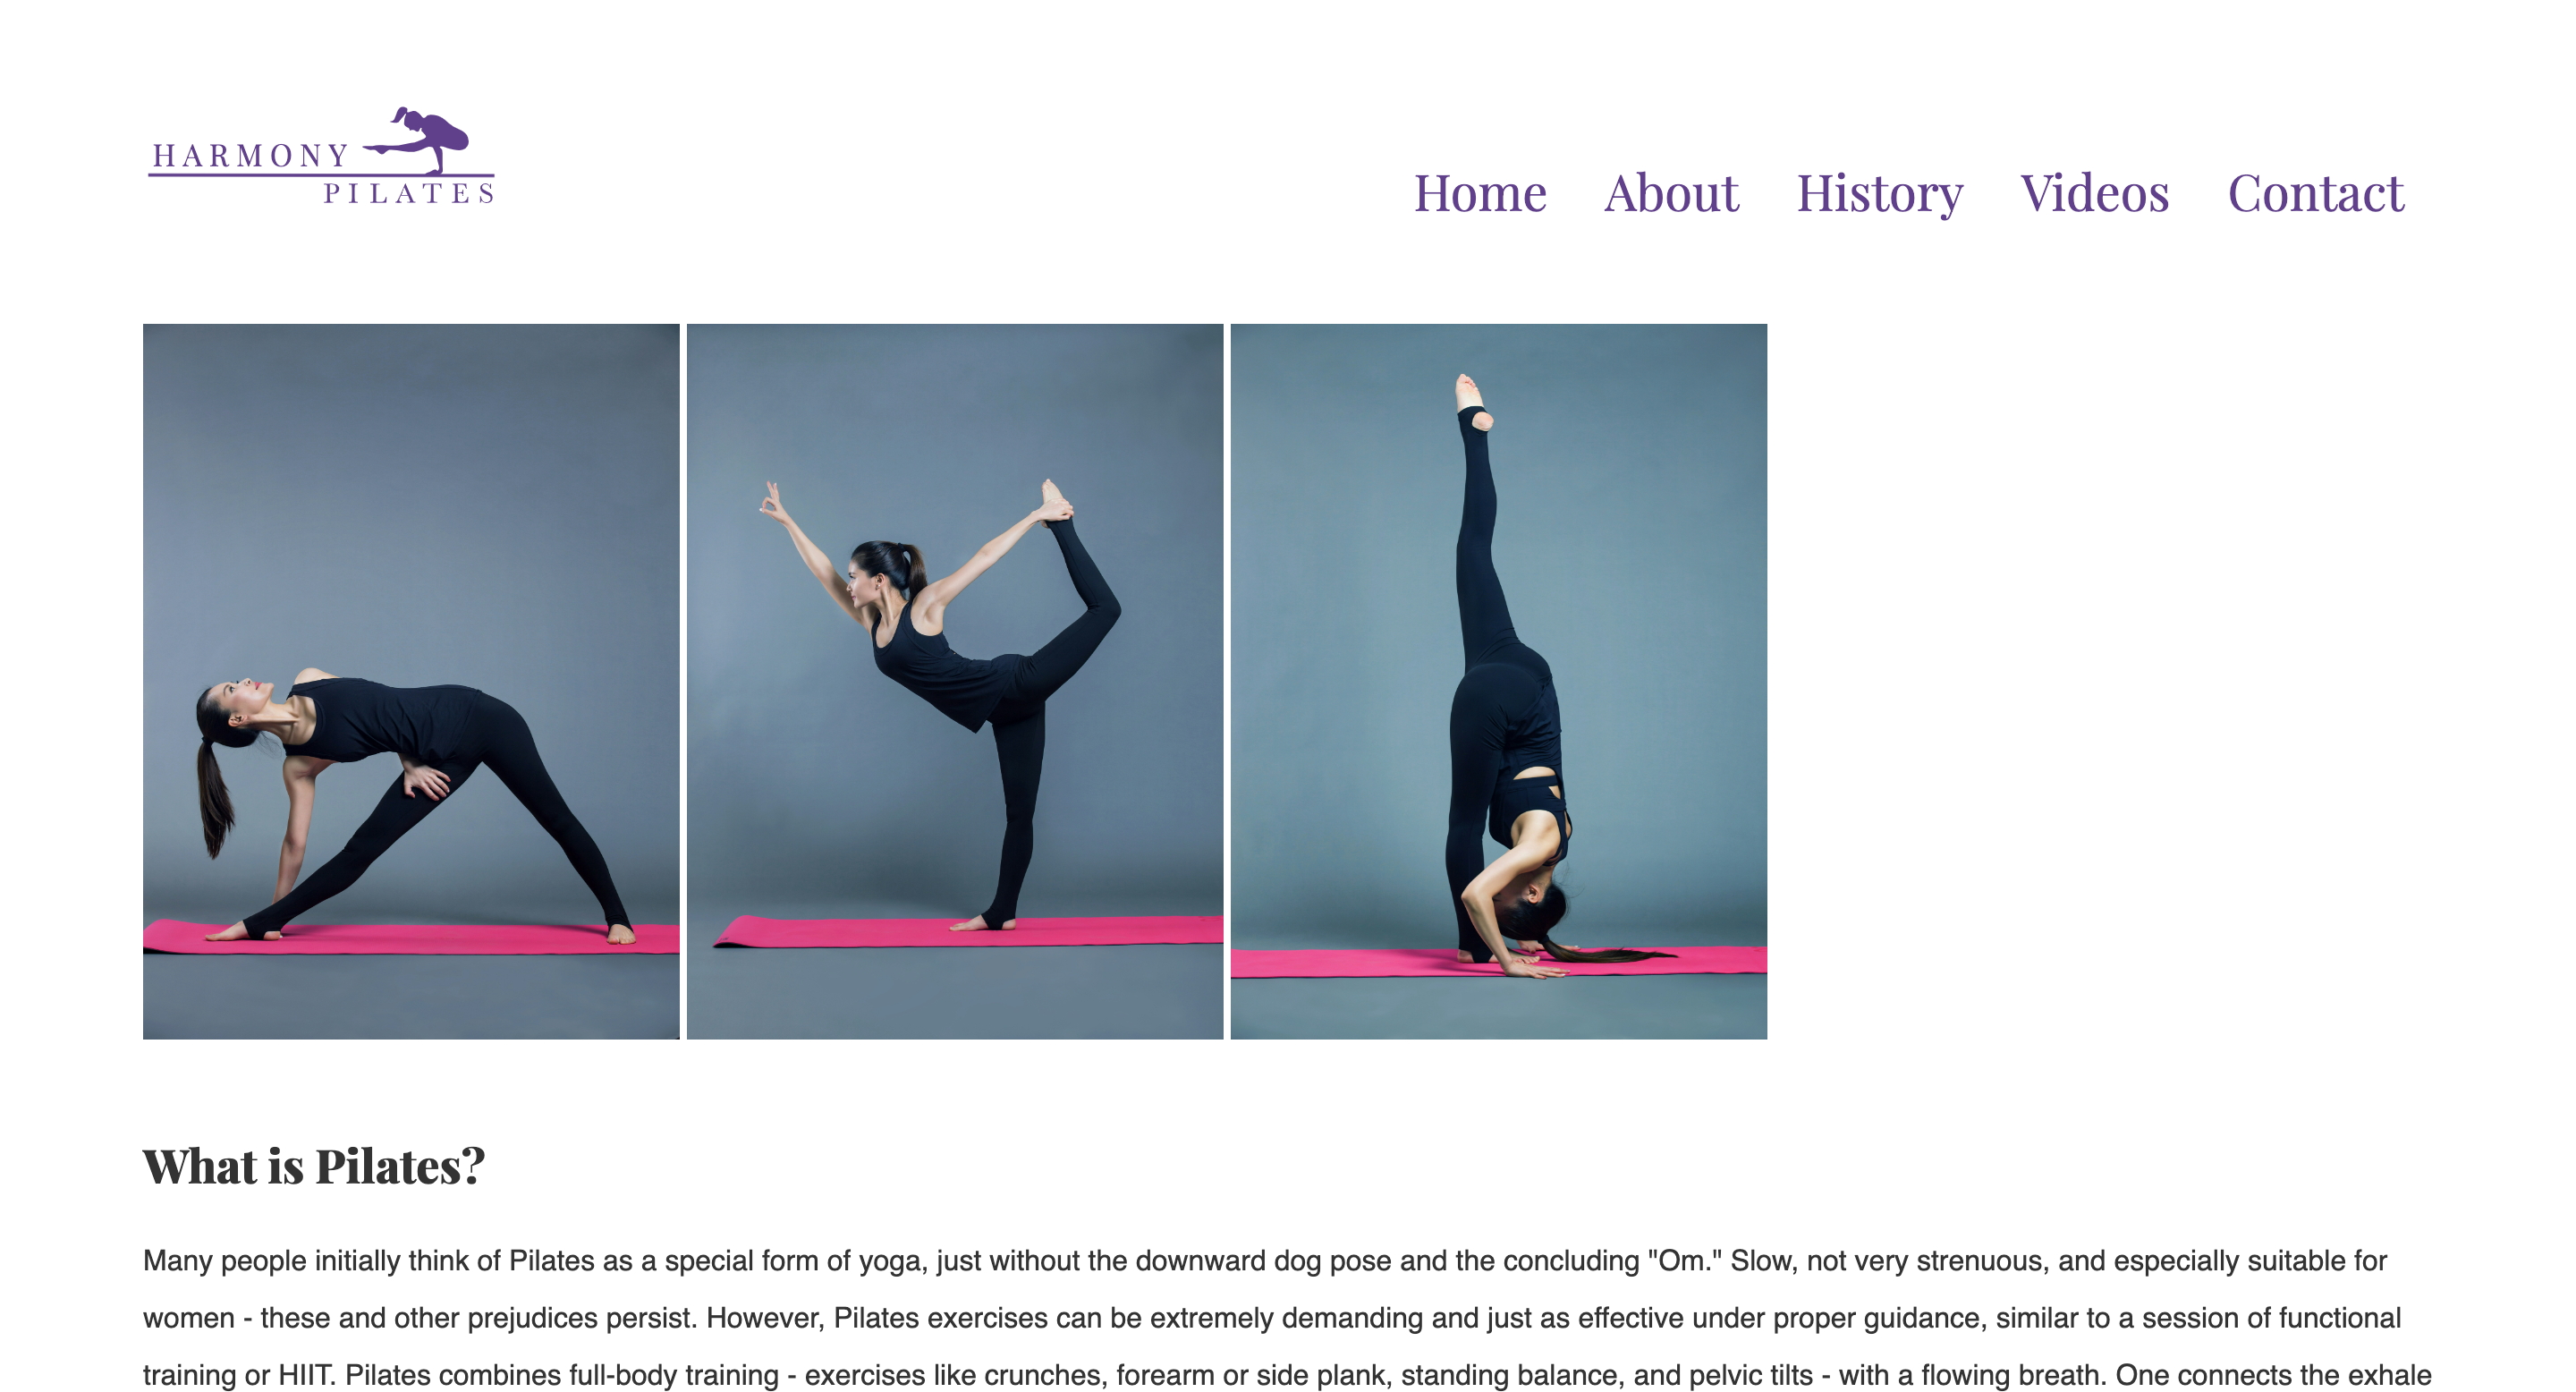 HARMONY
PILATES
Home About History Videos Contact
What is Pilates?
Many people initially think of Pilates as a special form of yoga, just without the downward dog pose and the concluding "Om." Slow, not very strenuous, and especially suitable for
women - these and other prejudices persist. However, Pilates exercises can be extremely demanding and just as effective under proper guidance, similar to a session of functional
training or HIIT. Pilates combines full-body training - exercises like crunches, forearm or side plank, standing balance, and pelvic tilts - with a flowing breath. One connects the exhale